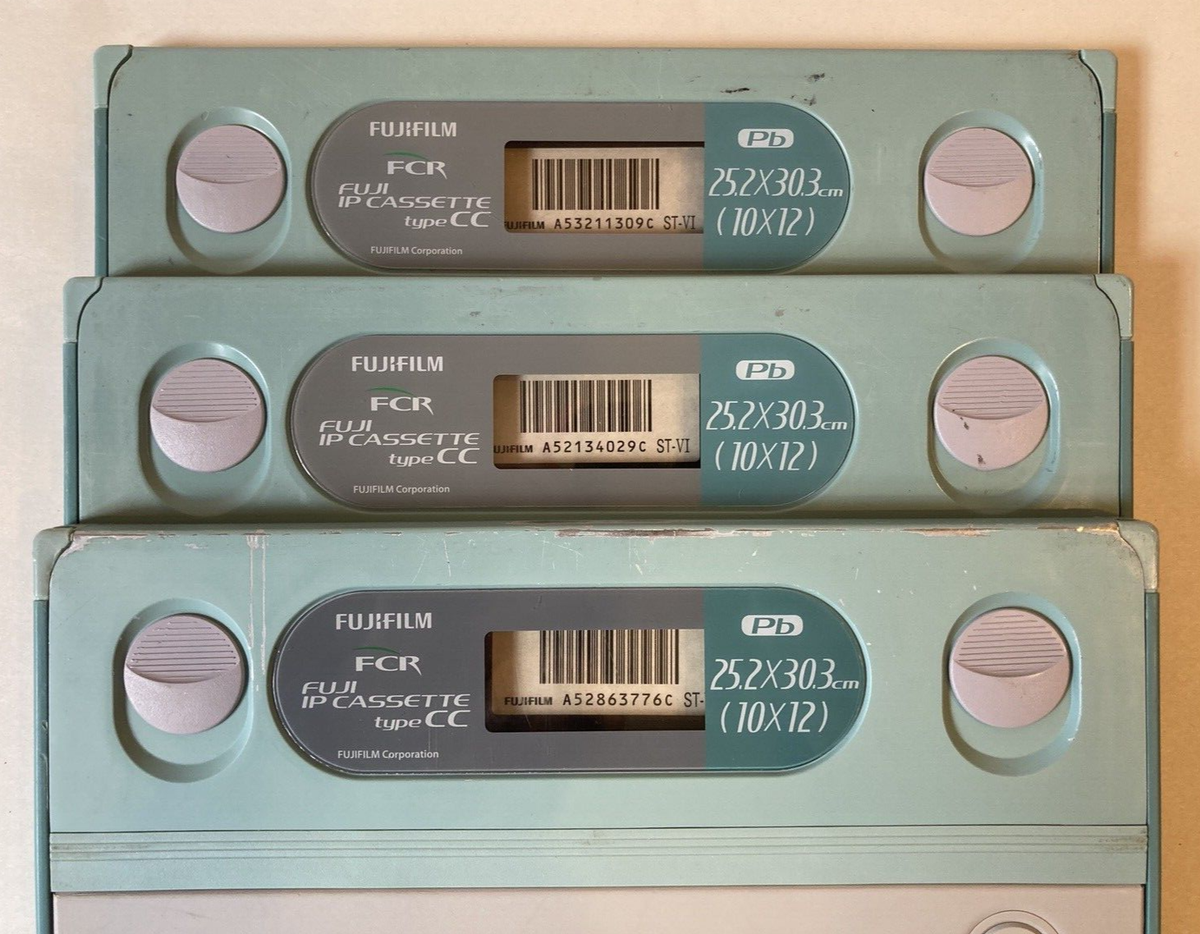 FUJIFILM
FCR
FUJI
IP CASSETTE
type CC
FUJIFILM Corporation
FUJIFILM A53211309C ST-VI
Pb
25.2X30.3cm
(10X12)
FUJIFILM
FCR
FUJI
IP CASSETTE
type CC
FUJIFILM Corporation
FUJIFILM A52134029C ST-VI
Pb
25.2X30.3cm
(10X12)
FUJIFILM
FCR
FUJI
IP CASSETTE
type CC
FUJIFILM Corporation
FUJIFILM A52863776C ST-
Pb
25.2X30.3cm
(10X12)